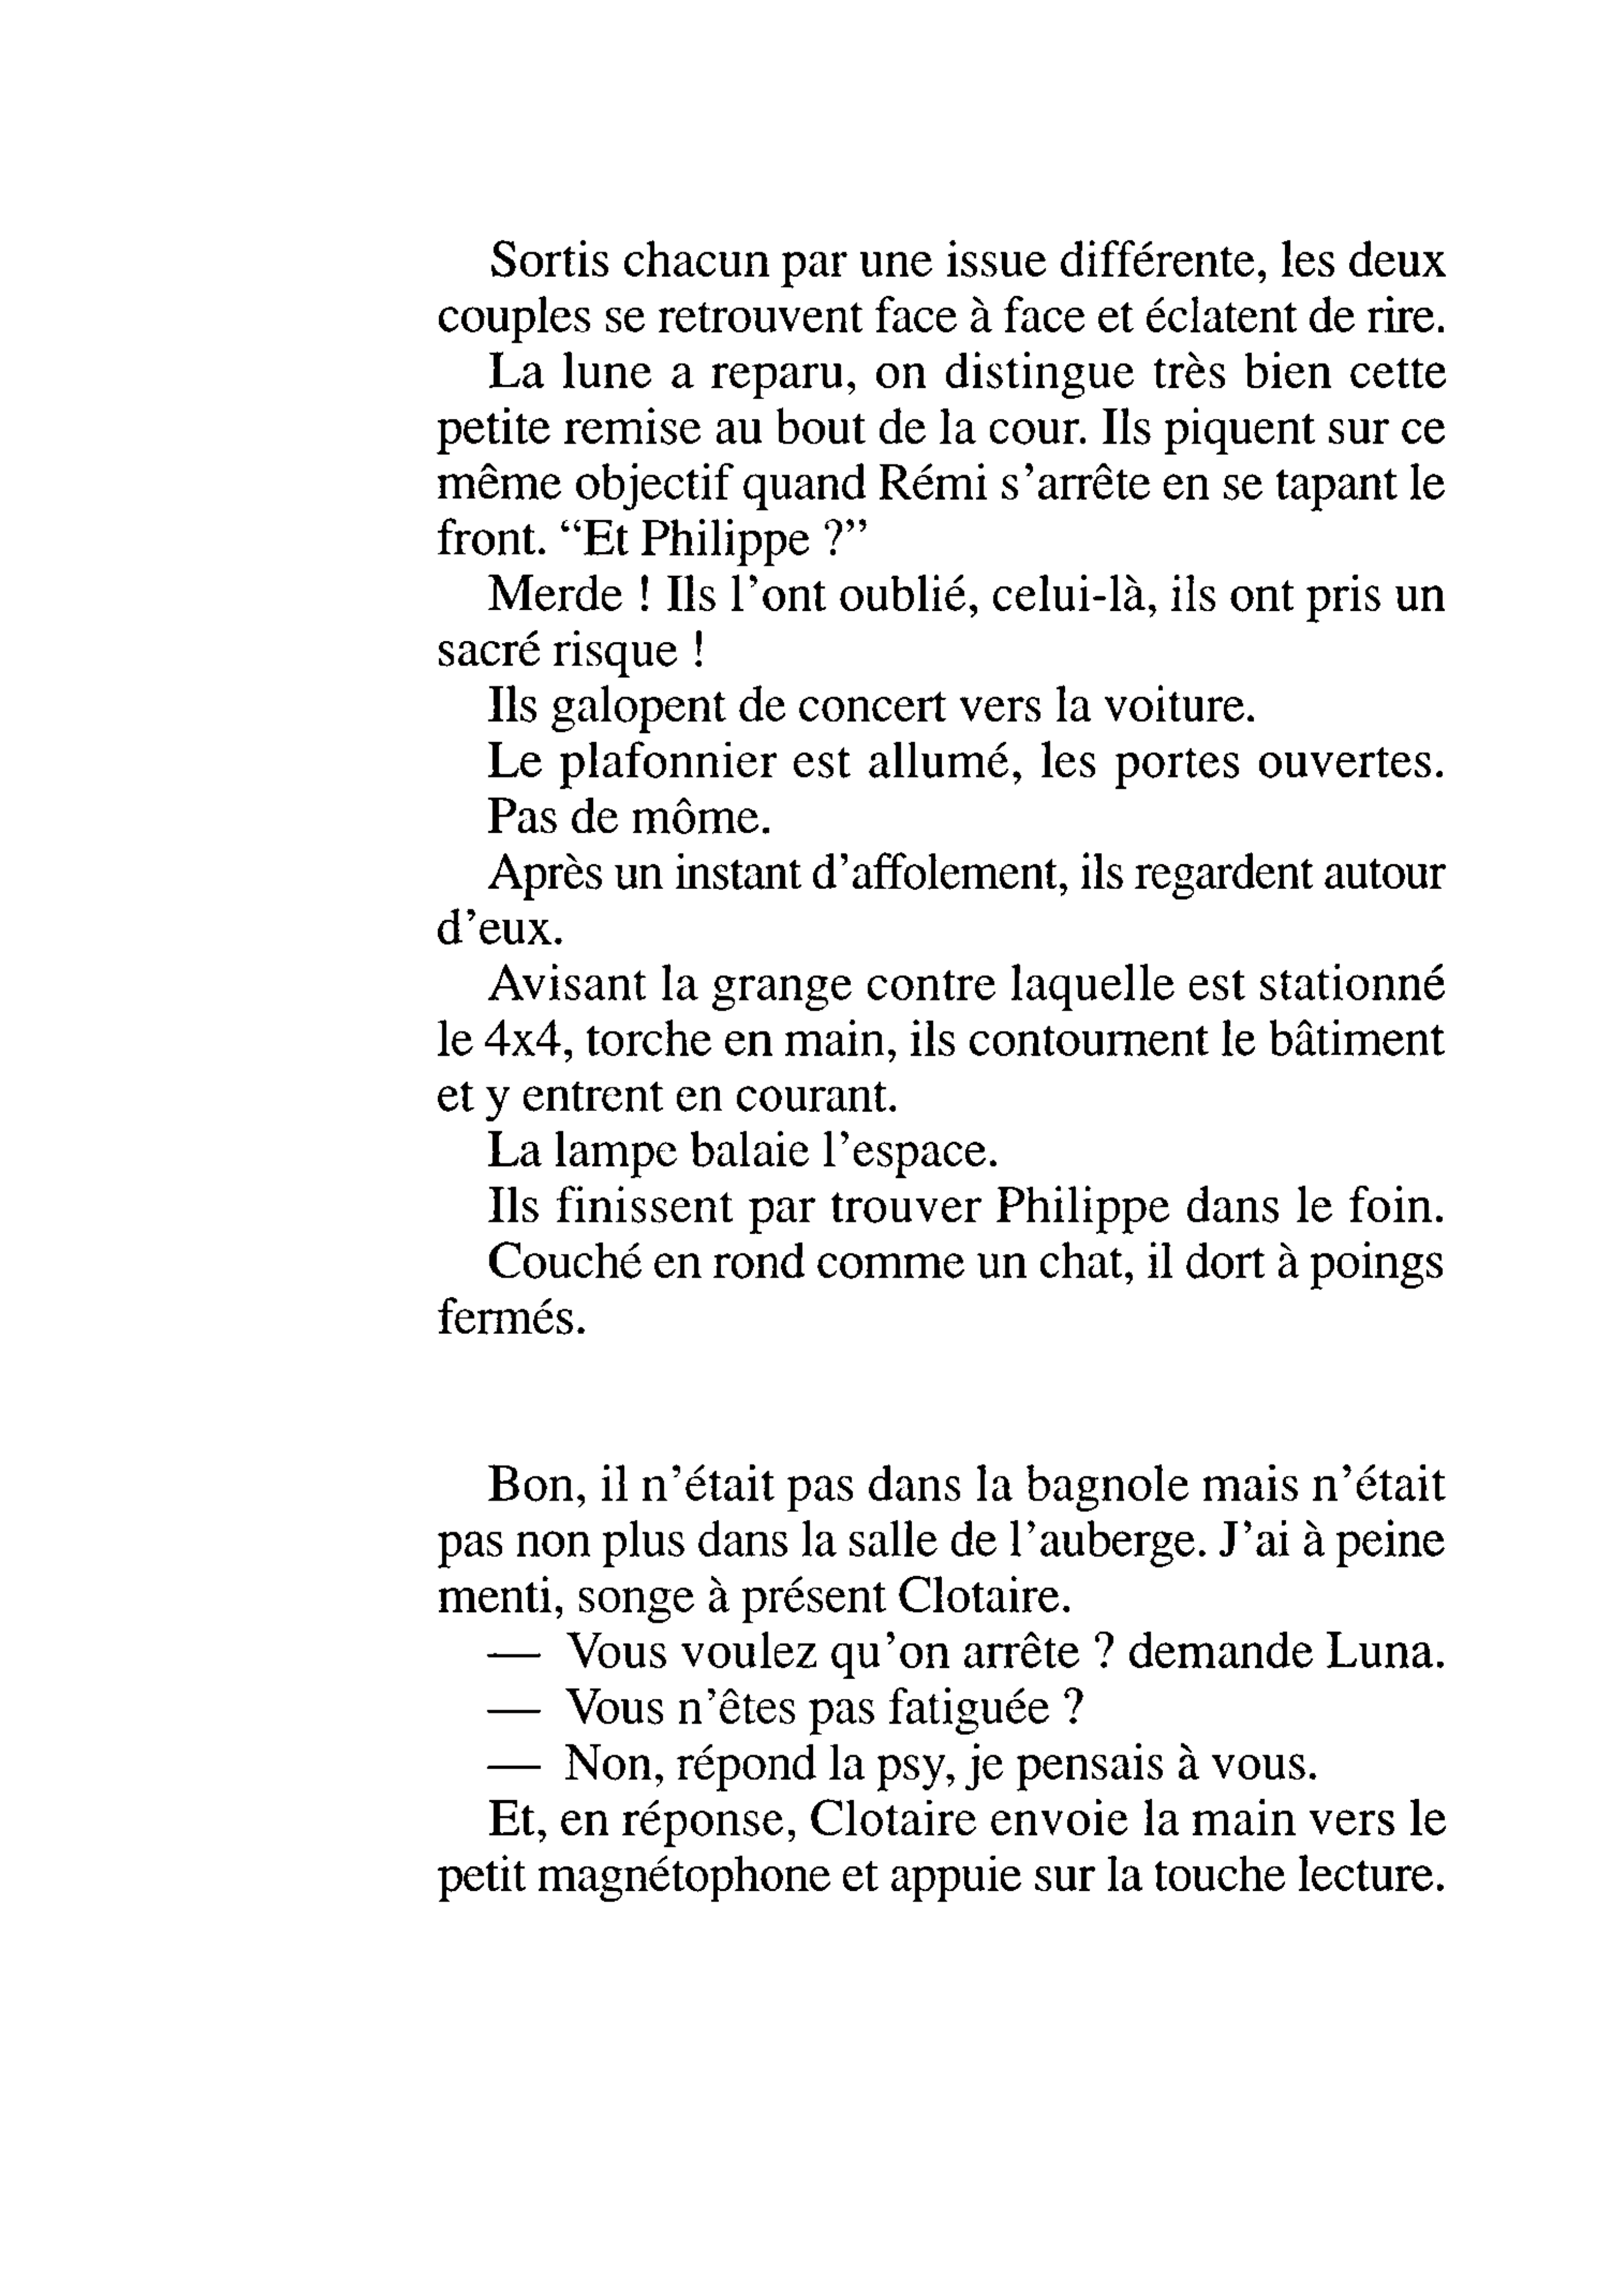 Sortis chacun par une issue différente, les deux
couples se retrouvent face à face et éclatent de rire.
La lune a reparu, on distingue très bien cette
petite remise au bout de la cour. Ils piquent sur ce
même objectif quand Rémi s’arrête en se tapant le
front. “Et Philippe ?”
Merde ! Ils l’ont oublié, celui-là, ils ont pris un
sacré risque !
Ils galopent de concert vers la voiture.
Le plafonnier est allumé, les portes ouvertes.
Pas de môme.
Après un instant d’affolement, ils regardent autour
d’eux.
Avisant la grange contre laquelle est stationné
le 4x4, torche en main, ils contournent le bâtiment
et y entrent en courant.
La lampe balaie l’espace.
Ils finissent par trouver Philippe dans le foin.
Couché en rond comme un chat, il dort à poings
fermés.
Bon, il n’était pas dans la bagnole mais n’était
pas non plus dans la salle de l’auberge. J’ai à peine
menti, songe à présent Clotaire.
— Vous voulez qu’on arrête ? demande Luna.
— Vous n’êtes pas fatiguée ?
— Non, répond la psy, je pensais à vous.
Et, en réponse, Clotaire envoie la main vers le
petit magnétophone et appuie sur la touche lecture.